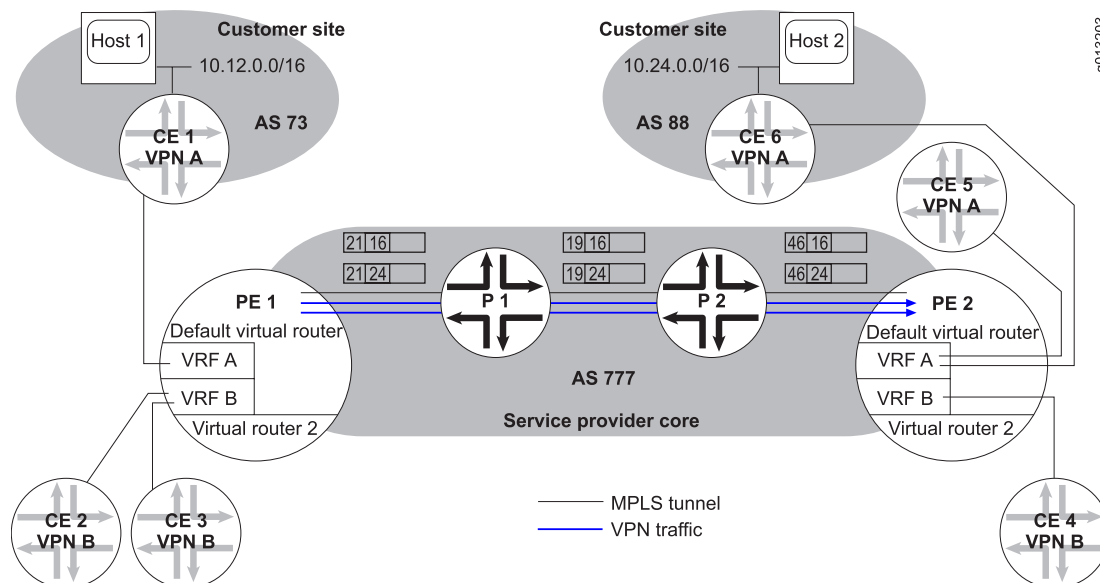 Host 1
Customer site
10.12.0.0/16
AS 73
CE 1
VPN A
Customer site
Host 2
10.24.0.0/16
AS 88
CE 6
VPN A
CE 5
VPN A
g013203
21 16
19 16
46 16
21 24
19 24
46 24
PE 1
Default virtual router
VRF A
VRF B
Virtual router 2
P 1
P 2
AS 777
Service provider core
PE 2
Default virtual router
VRF A
VRF B
Virtual router 2
CE 2
VPN B
CE 3
VPN B
MPLS tunnel
VPN traffic
CE 4
VPN B